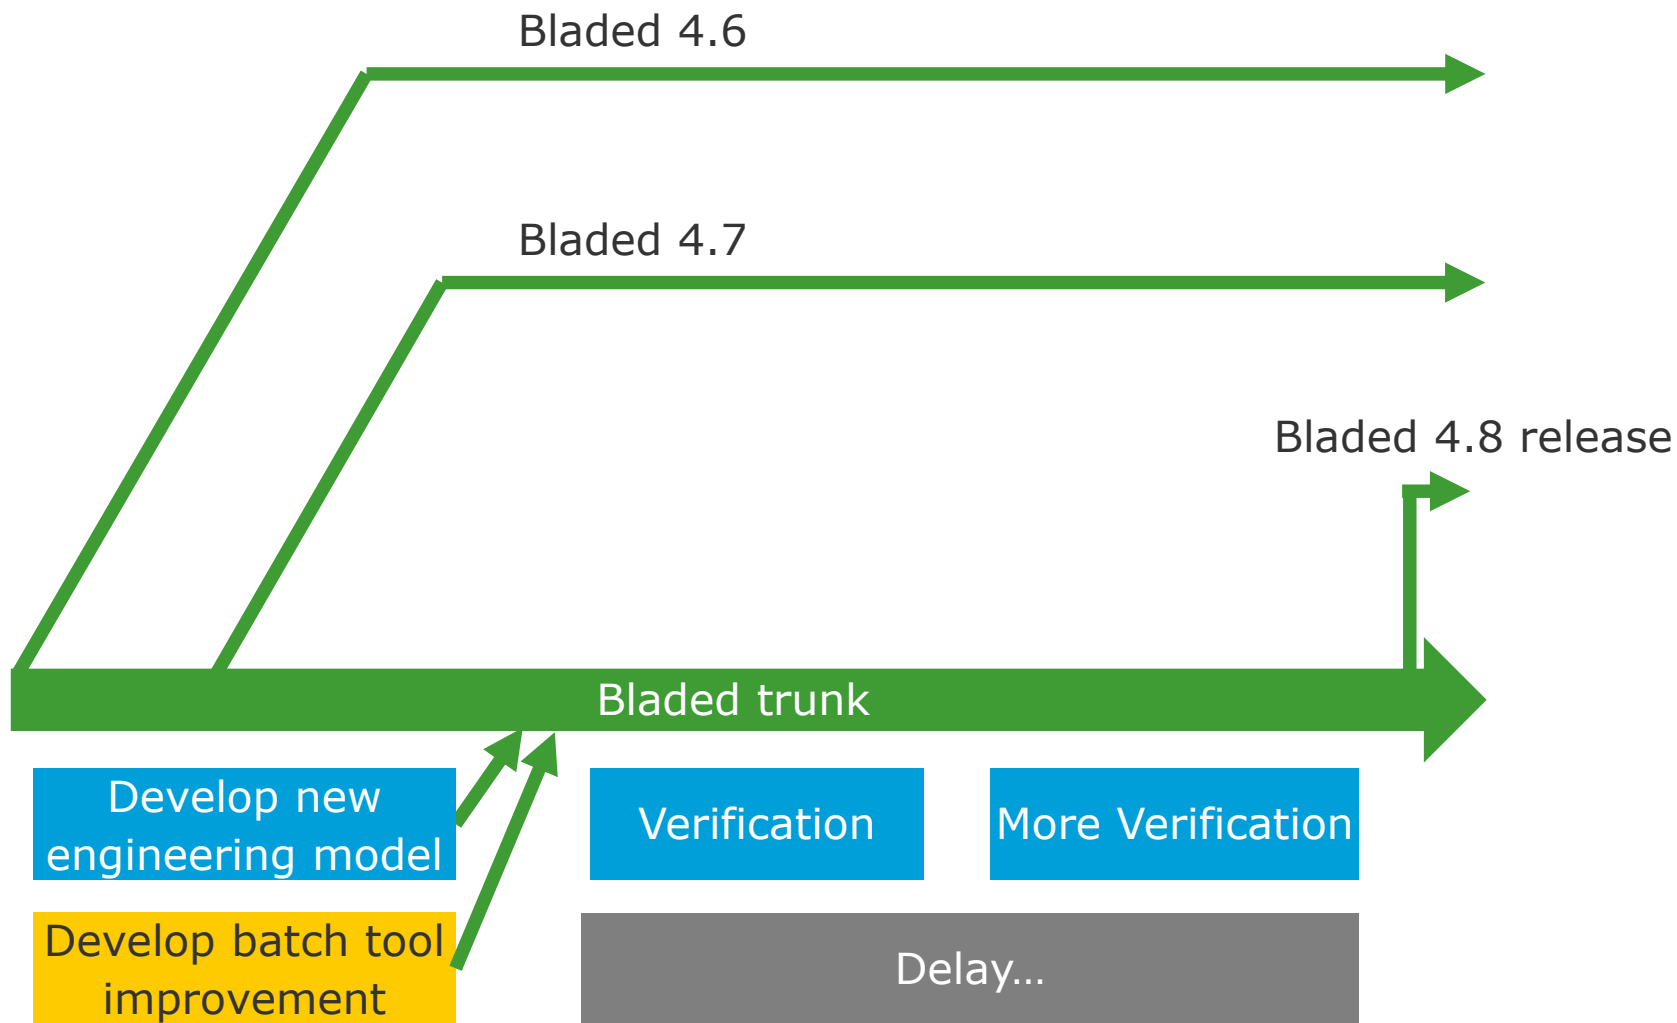 Bladed 4.6
Bladed 4.7
Bladed 4.8 release
Bladed trunk
Develop new
engineering model
Verification
More Verification
Develop batch tool
improvement
Delay…